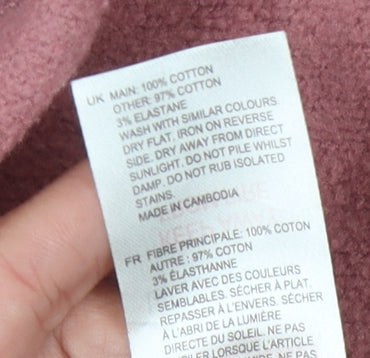 UK MAIN: 100% COTTON
OTHER: 97% COTTON
3% ELASTANE
WASH WITH SIMILAR COLOURS.
DRY FLAT. IRON ON REVERSE
SIDE. DRY AWAY FROM DIRECT
SUNLIGHT. DO NOT PILE WHILST
DAMP. DO NOT RUB ISOLATED
STAINS.
MADE IN CAMBODIA
FR FIBRE PRINCIPALE: 100% COTON
AUTRE : 97% COTON
3% ÉLASTHANNE
LAVER AVEC DES COULEURS
SEMBLABLES. SÉCHER À PLAT.
REPASSER À L'ENVERS. SÉCHER
À L'ABRI DE LA LUMIÈRE
DIRECTE DU SOLEIL. NE PAS
LORSQUE L'ARTICLE